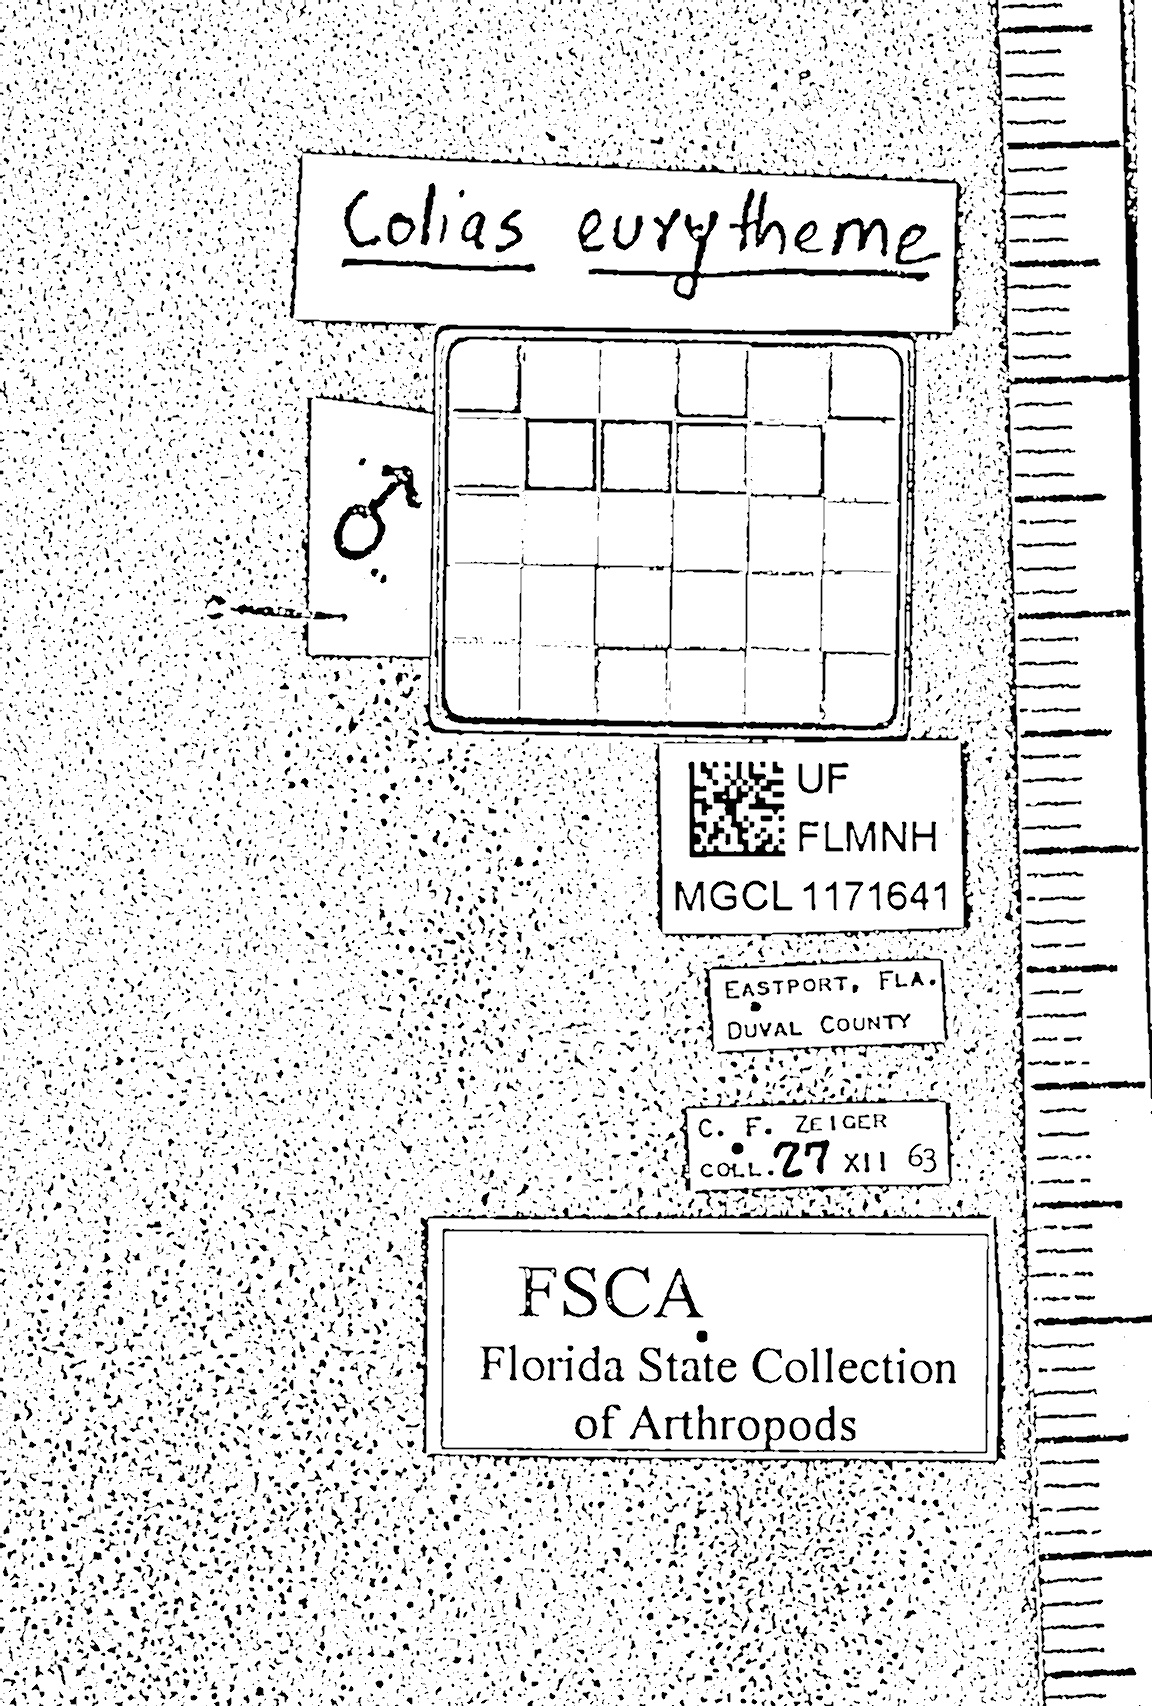 Colias eurytheme
♂
UF
FLMNH
MGCL 1171641
EASTPORT, FLA.
DUVAL COUNTY
C. F. ZEIGER
COLL. 27 XII 63
FSCA
Florida State Collection
of Arthropods